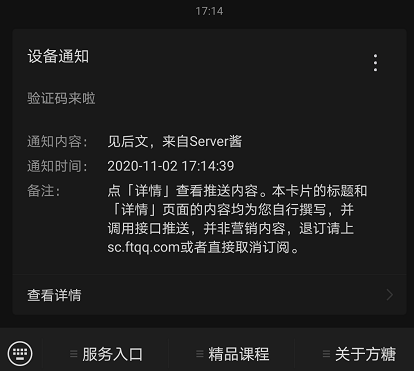 17:14
设备通知
验证码来啦
通知内容： 见后文，来自Server酱
通知时间： 2020-11-02 17:14:39
备注： 点「详情」查看推送内容。本卡片的标题和
「详情」页面的内容均为您自行撰写，并
调用接口推送，并非营销内容，退订请上
sc.ftqq.com或者直接取消订阅。
查看详情
服务入口 精品课程 关于方糖